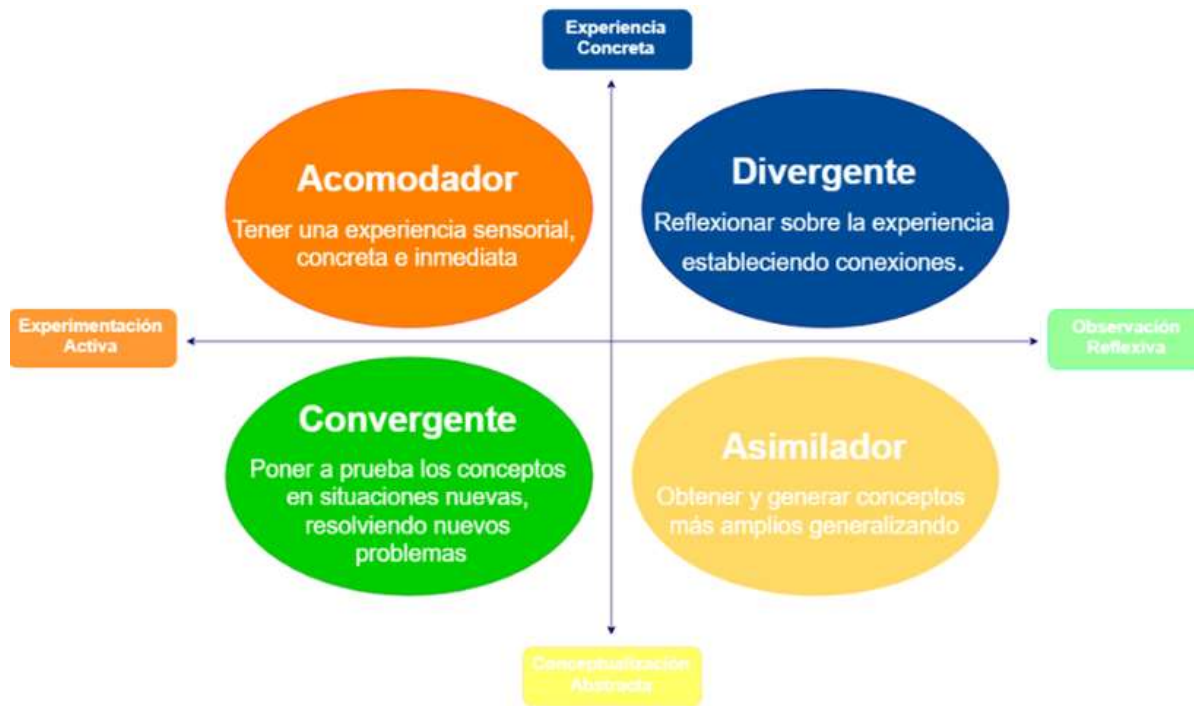 Experiencia
Concreta
Acomodador
Tener una experiencia sensorial,
concreta e inmediata
Divergente
Reflexionar sobre la experiencia
estableciendo conexiones.
Experimentación
Activa
Observación
Reflexiva
Convergente
Poner a prueba los conceptos
en situaciones nuevas,
resolviendo nuevos
problemas
Asimilador
Obtener y generar conceptos
más amplios generalizando
Conceptualización
Abstracta